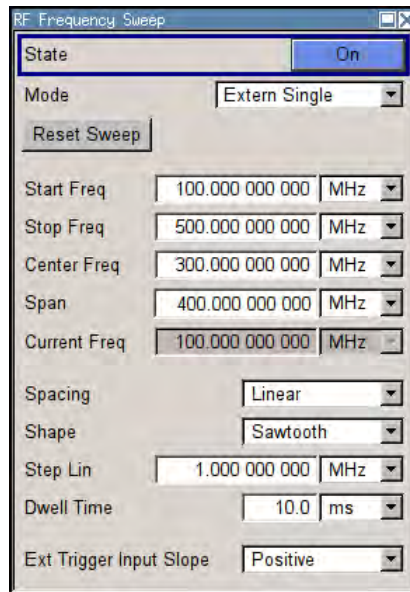 RF Frequency Sweep
State On
Mode Extern Single
Reset Sweep
Start Freq 100.000 000 000 MHz
Stop Freq 500.000 000 000 MHz
Center Freq 300.000 000 000 MHz
Span 400.000 000 000 MHz
Current Freq 100.000 000 000 MHz
Spacing Linear
Shape Sawtooth
Step Lin 1.000 000 000 MHz
Dwell Time 10.0 ms
Ext Trigger Input Slope Positive